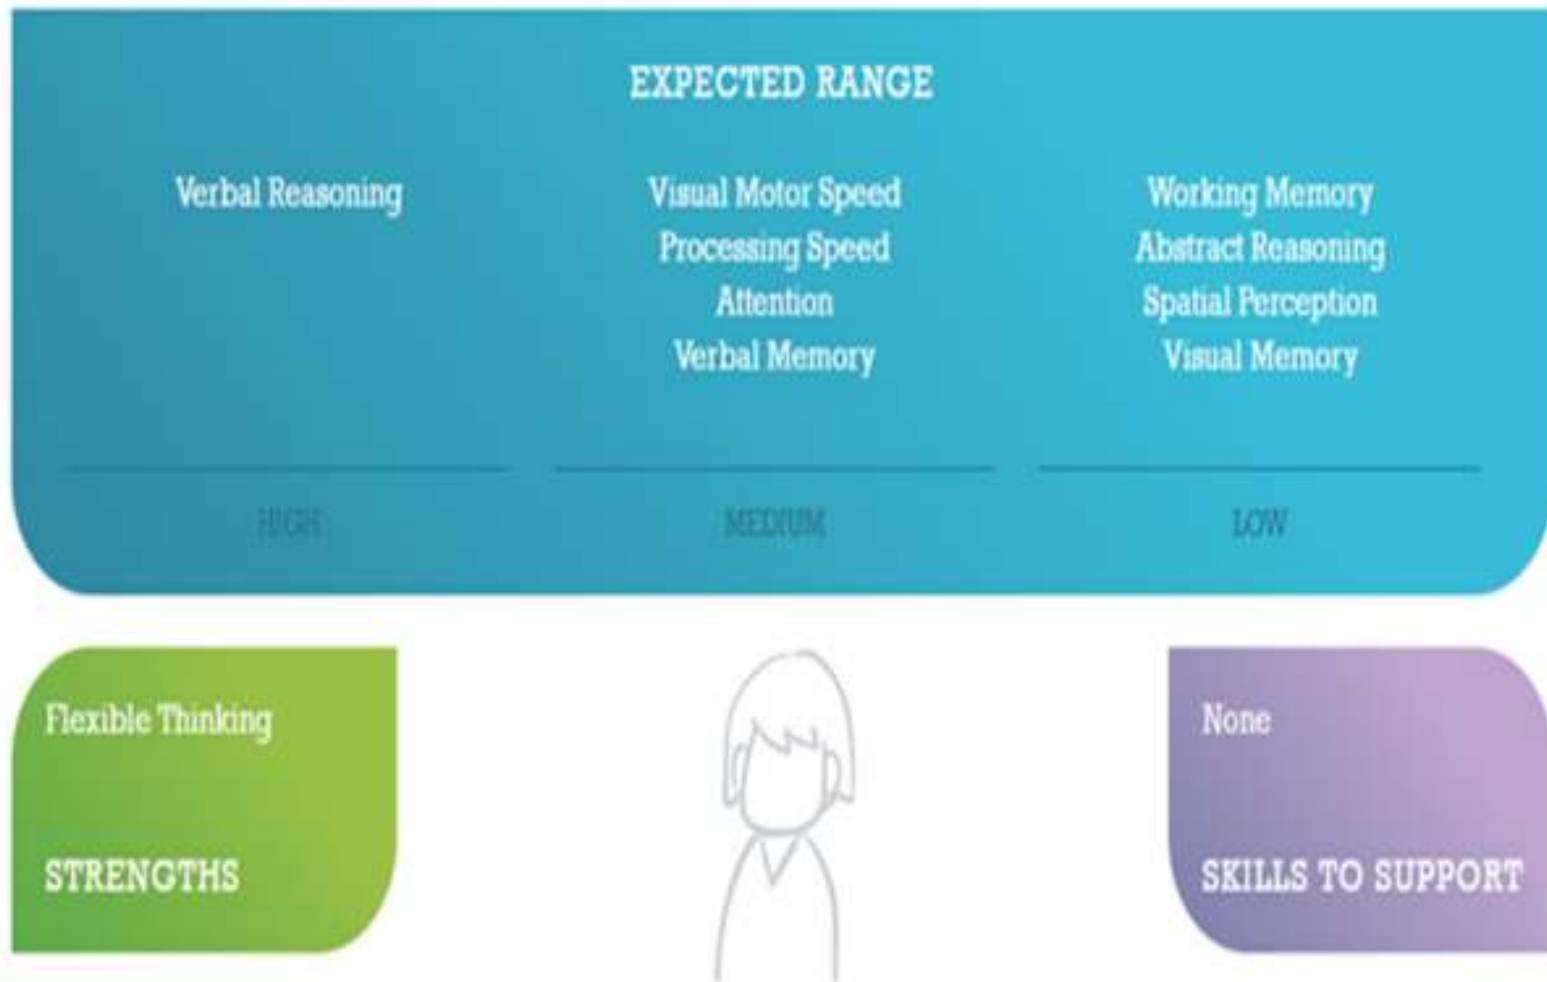 EXPECTED RANGE
Verbal Reasoning
Visual Motor Speed
Processing Speed
Attention
Verbal Memory
Working Memory
Abstract Reasoning
Spatial Perception
Visual Memory
HIGH
MEDIUM
LOW
Flexible Thinking
STRENGTHS
None
SKILLS TO SUPPORT